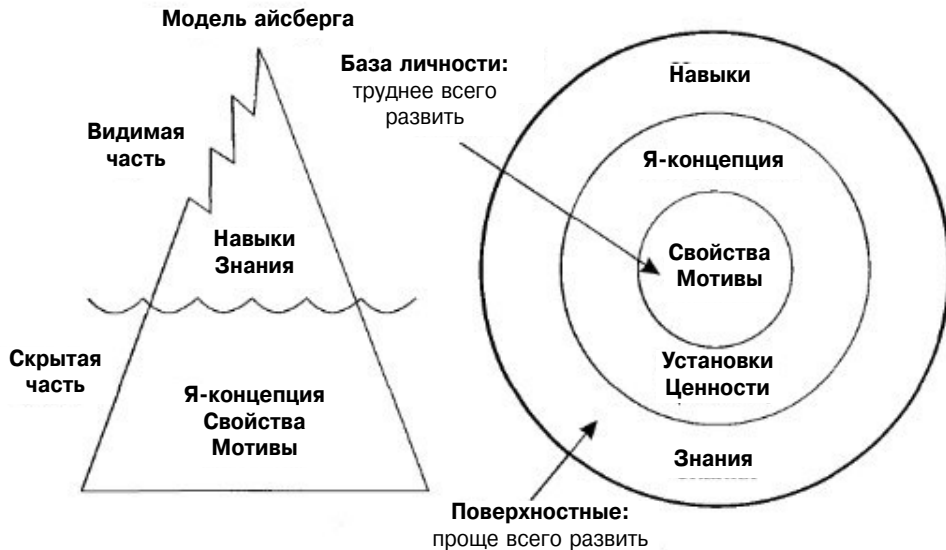 Модель айсберга
Видимая
часть
Навыки
Знания
Скрытая
часть
Я-концепция
Свойства
Мотивы
База личности:
труднее всего
развить
Навыки
Я-концепция
Свойства
Мотивы
Установки
Ценности
Знания
Поверхностные:
проще всего развить